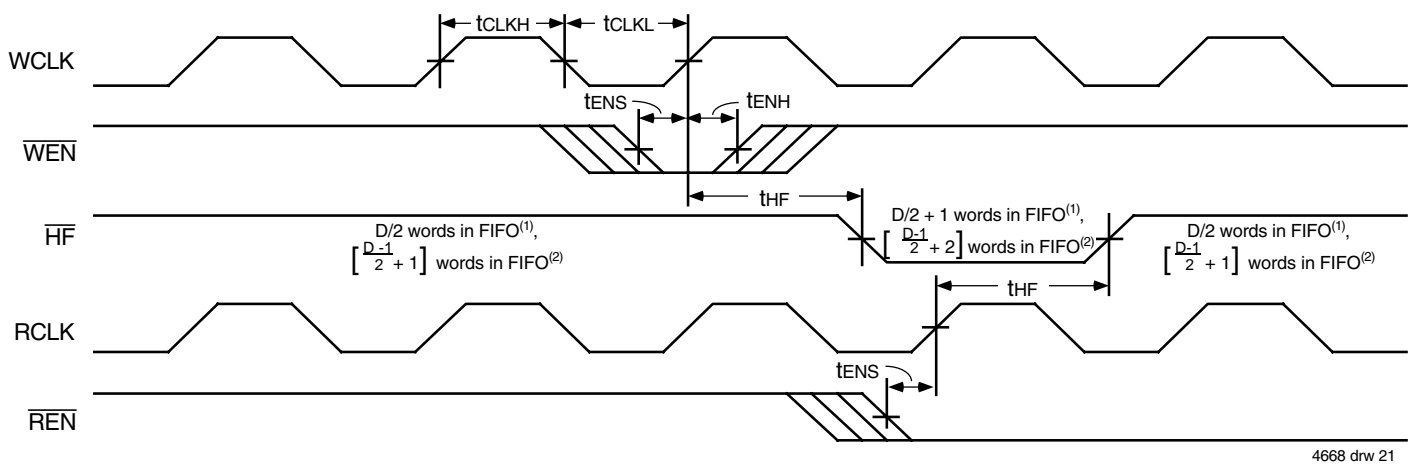 tCLKH
tCLKL
WCLK
tENS
tENH
WEN
tHF
HF
D/2 words in FIFO(1),
[ D-1/2 + 1 ] words in FIFO(2)
D/2 + 1 words in FIFO(1),
[ D-1/2 + 2 ] words in FIFO(2)
D/2 words in FIFO(1),
[ D-1/2 + 1 ] words in FIFO(2)
tHF
RCLK
tENS
REN
4668 drw 21